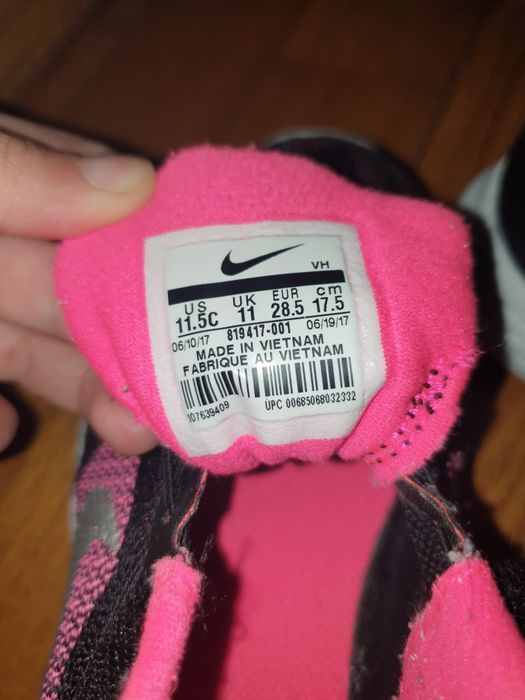 VH
US UK EUR cm
11.5C 11 28.5 17.5
06/10/17 819417-001 06/19/17
MADE IN VIETNAM
FABRIQUE AU VIETNAM
107639409 UPC 00685068032332